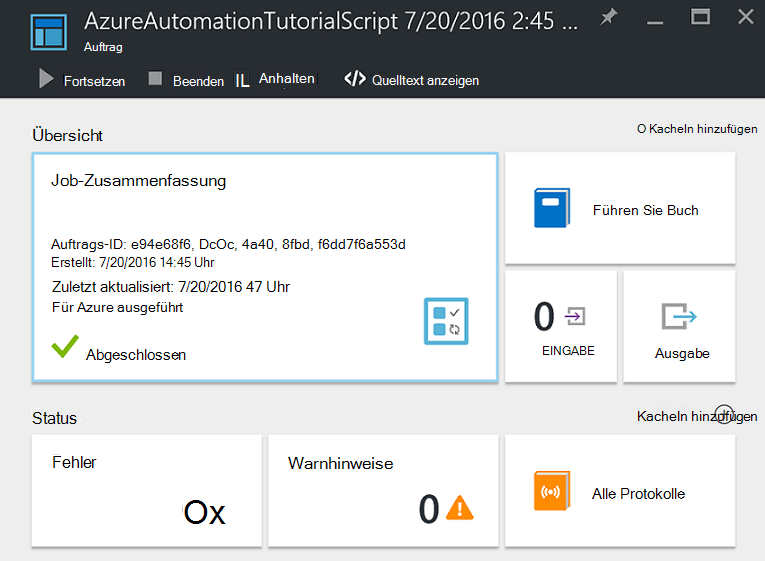 AzureAutomationTutorialScript 7/20/2016 2:45 ...
Auftrag
Fortsetzen Beenden IL Anhalten </> Quelltext anzeigen
Übersicht
O Kacheln hinzufügen
Job-Zusammenfassung
Auftrags-ID: e94e68f6, DcOc, 4a40, 8fbd, f6dd7f6a553d
Erstellt: 7/20/2016 14:45 Uhr
Zuletzt aktualisiert: 7/20/2016 47 Uhr
Für Azure ausgeführt
Abgeschlossen
Führen Sie Buch
0
EINGABE
Ausgabe
Status
Kacheln hinzufügen
Fehler
Ox
Warnhinweise
0
Alle Protokolle